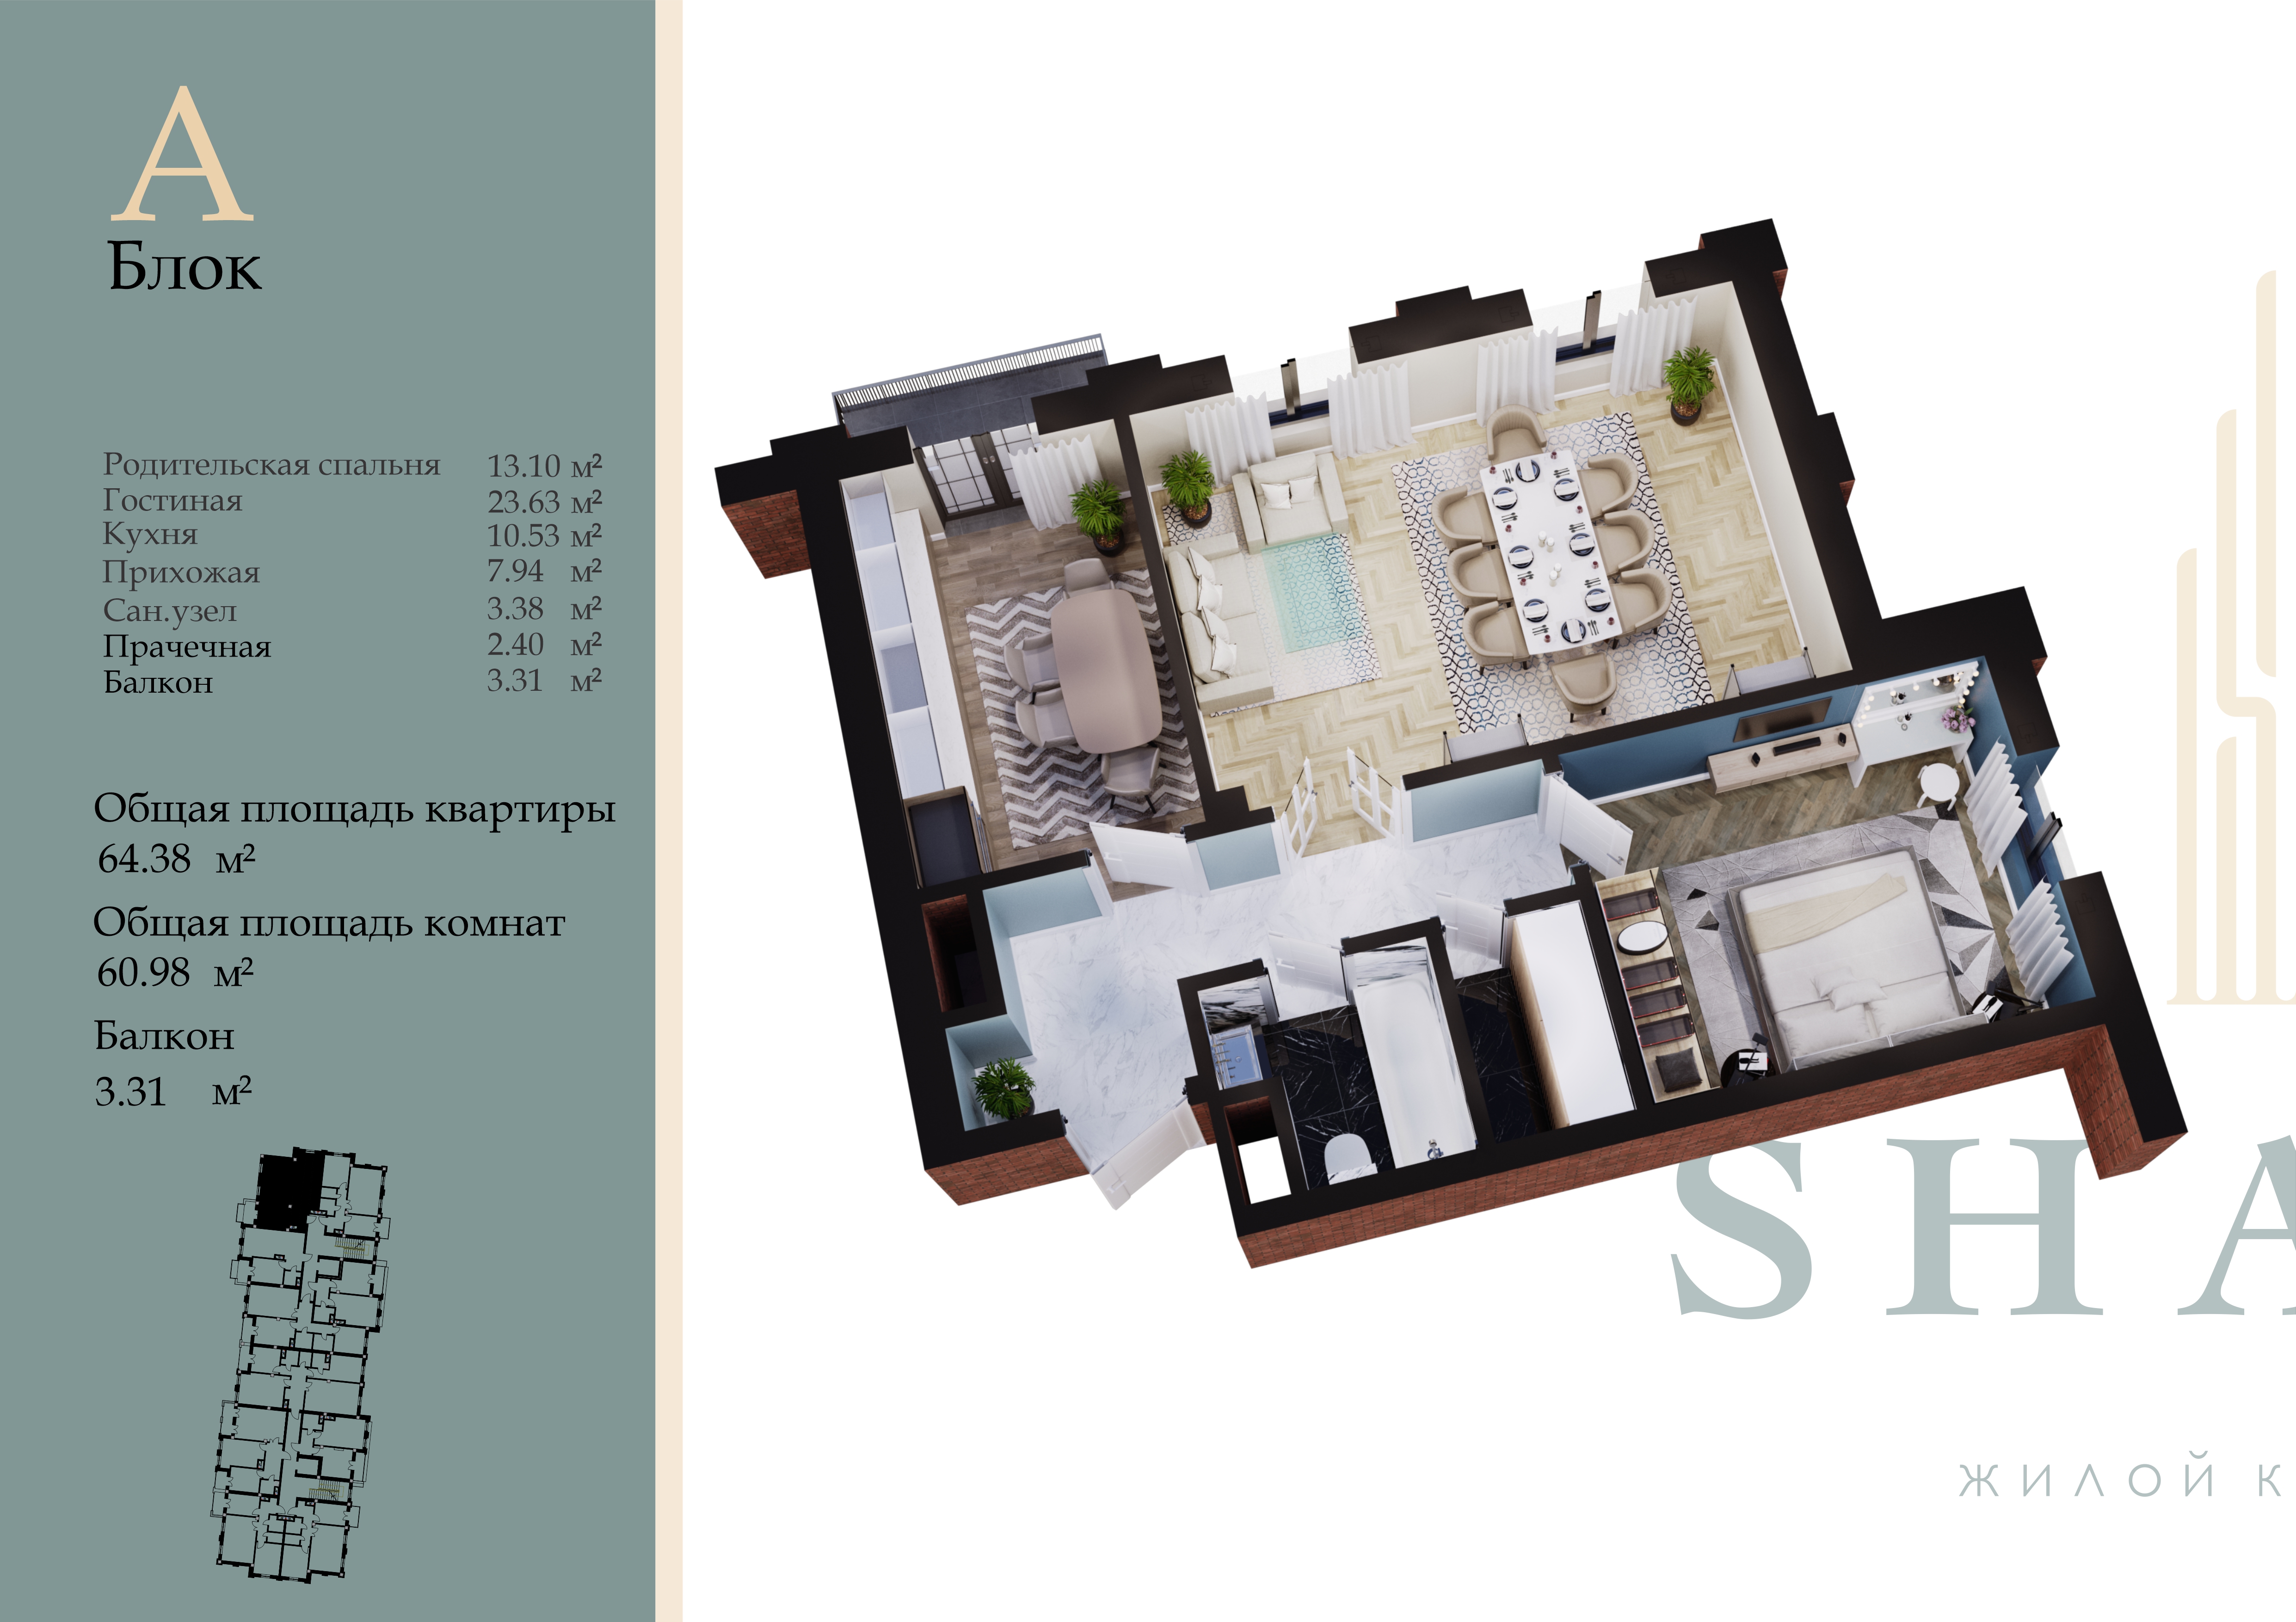 А
Блок
Родительская спальня 13.10 м²
Гостиная 23.63 м²
Кухня 10.53 м²
Прихожая 7.94 м²
Сан.узел 3.38 м²
Прачечная 2.40 м²
Балкон 3.31 м²
Общая площадь квартиры
64.38 м²
Общая площадь комнат
60.98 м²
Балкон
3.31 м²
SHA
ЖИЛОЙ К